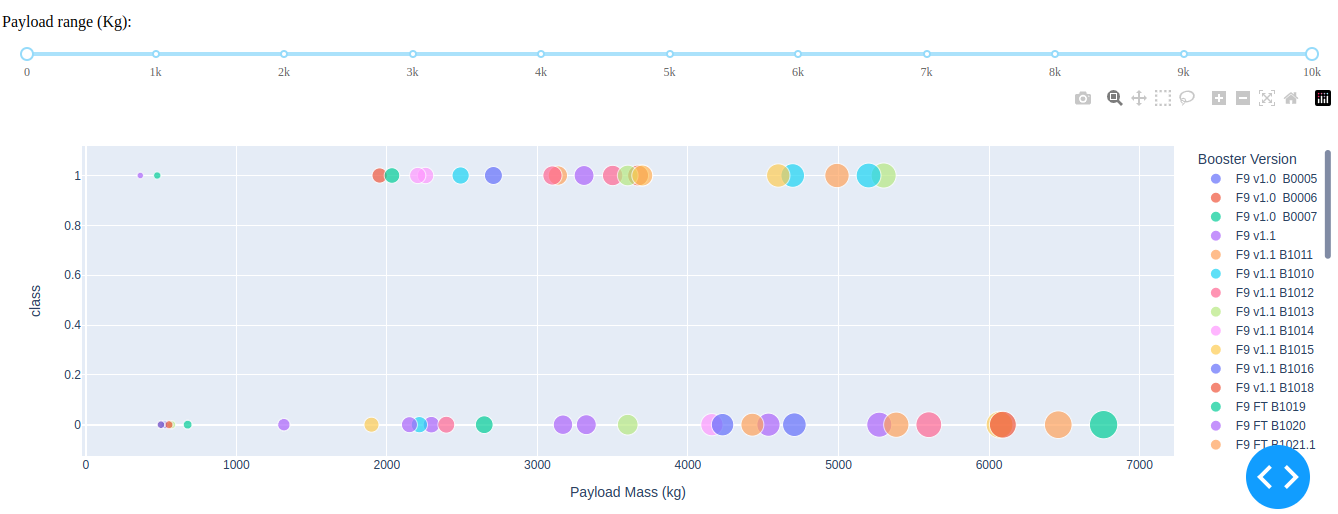 Payload range (Kg):
0 1k 2k 3k 4k 5k 6k 7k 8k 9k 10k
Booster Version
F9 v1.0 B0005
F9 v1.0 B0006
F9 v1.0 B0007
F9 v1.1
F9 v1.1 B1011
F9 v1.1 B1010
F9 v1.1 B1012
F9 v1.1 B1013
F9 v1.1 B1014
F9 v1.1 B1015
F9 v1.1 B1016
F9 v1.1 B1018
F9 FT B1019
F9 FT B1020
F9 FT B1021.1
1
0.8
0.6
0.4
0.2
0
class
0 1000 2000 3000 4000 5000 6000 7000
Payload Mass (kg)